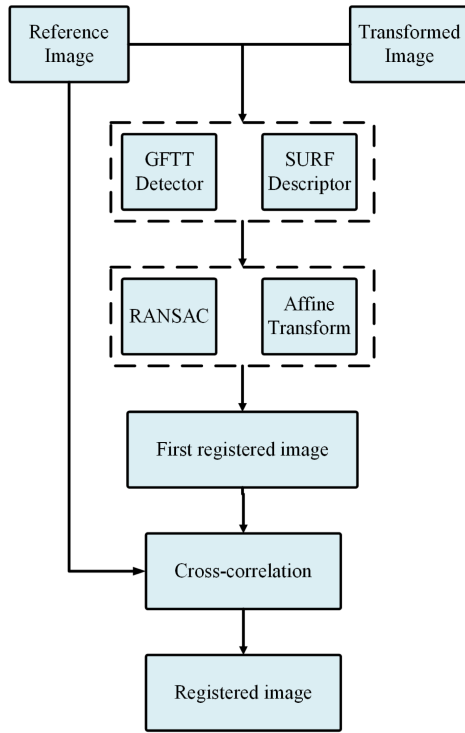 Reference
Image
Transformed
Image
GFTT
Detector
SURF
Descriptor
RANSAC
Affine
Transform
First registered image
Cross-correlation
Registered image